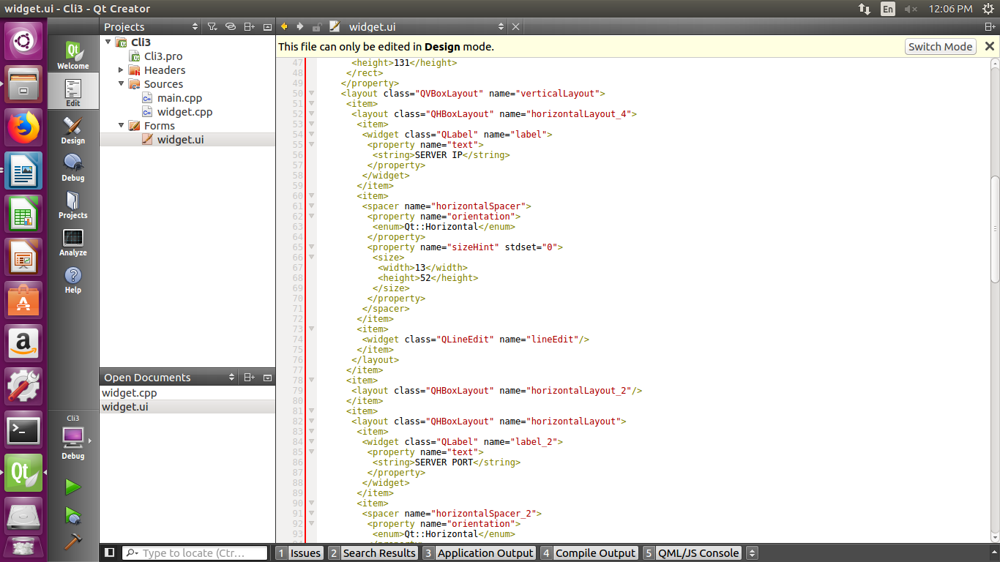 widget.ui - Cli3 - Qt Creator
En
12:06 PM
Projects
widget.ui
Welcome
Edit
Design
Debug
Projects
Analyze
Help
Cli3
Debug
Cli3
Cli3.pro
Headers
Sources
main.cpp
widget.cpp
Forms
widget.ui
Open Documents
widget.cpp
widget.ui
This file can only be edited in Design mode.
Switch Mode
47 <height>131</height>
48 </rect>
49 </property>
50 <layout class="QVBoxLayout" name="verticalLayout">
51 <item>
52 <layout class="QHBoxLayout" name="horizontalLayout_4">
53 <item>
54 <widget class="QLabel" name="label">
55 <property name="text">
56 <string>SERVER IP</string>
57 </property>
58 </widget>
59 </item>
60 <item>
61 <spacer name="horizontalSpacer">
62 <property name="orientation">
63 <enum>Qt::Horizontal</enum>
64 </property>
65 <property name="sizeHint" stdset="0">
66 <size>
67 <width>13</width>
68 <height>52</height>
69 </size>
70 </property>
71 </spacer>
72 </item>
73 <item>
74 <widget class="QLineEdit" name="lineEdit"/>
75 </item>
76 </layout>
77 </item>
78 <item>
79 <layout class="QHBoxLayout" name="horizontalLayout_2"/>
80 </item>
81 <item>
82 <layout class="QHBoxLayout" name="horizontalLayout">
83 <item>
84 <widget class="QLabel" name="label_2">
85 <property name="text">
86 <string>SERVER PORT</string>
87 </property>
88 </widget>
89 </item>
90 <item>
91 <spacer name="horizontalSpacer_2">
92 <property name="orientation">
93 <enum>Qt::Horizontal</enum>
Type to locate (Ctr...
1 Issues
2 Search Results
3 Application Output
4 Compile Output
5 QML/JS Console